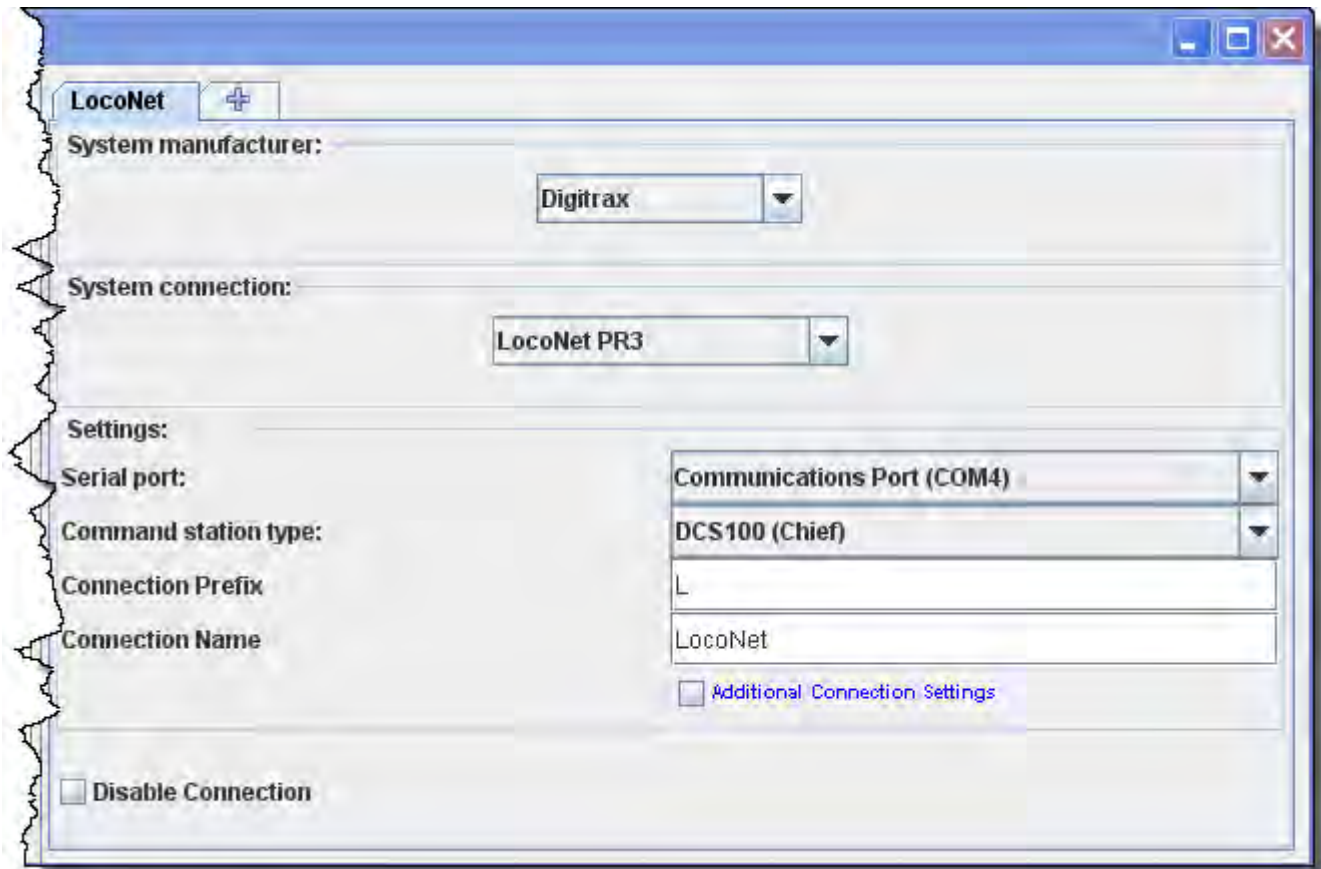 LocoNet
System manufacturer:
Digitrax
System connection:
LocoNet PR3
Settings:
Serial port: Communications Port (COM4)
Command station type: DCS100 (Chief)
Connection Prefix L
Connection Name LocoNet
Additional Connection Settings
Disable Connection